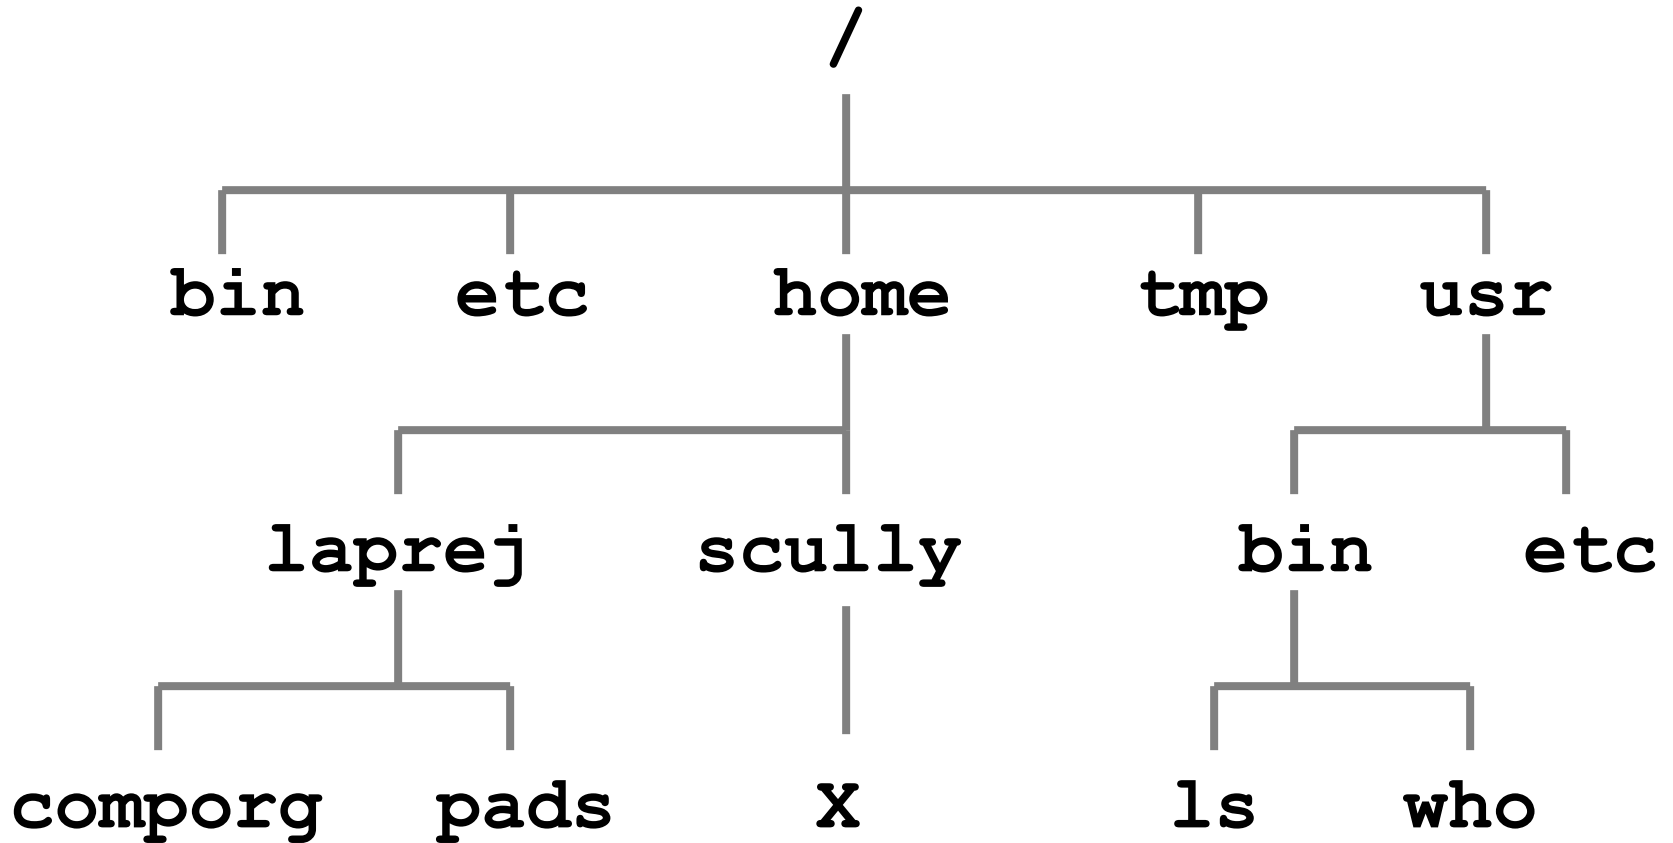 /
bin etc home tmp usr
laprej scully bin etc
comporg pads X ls who